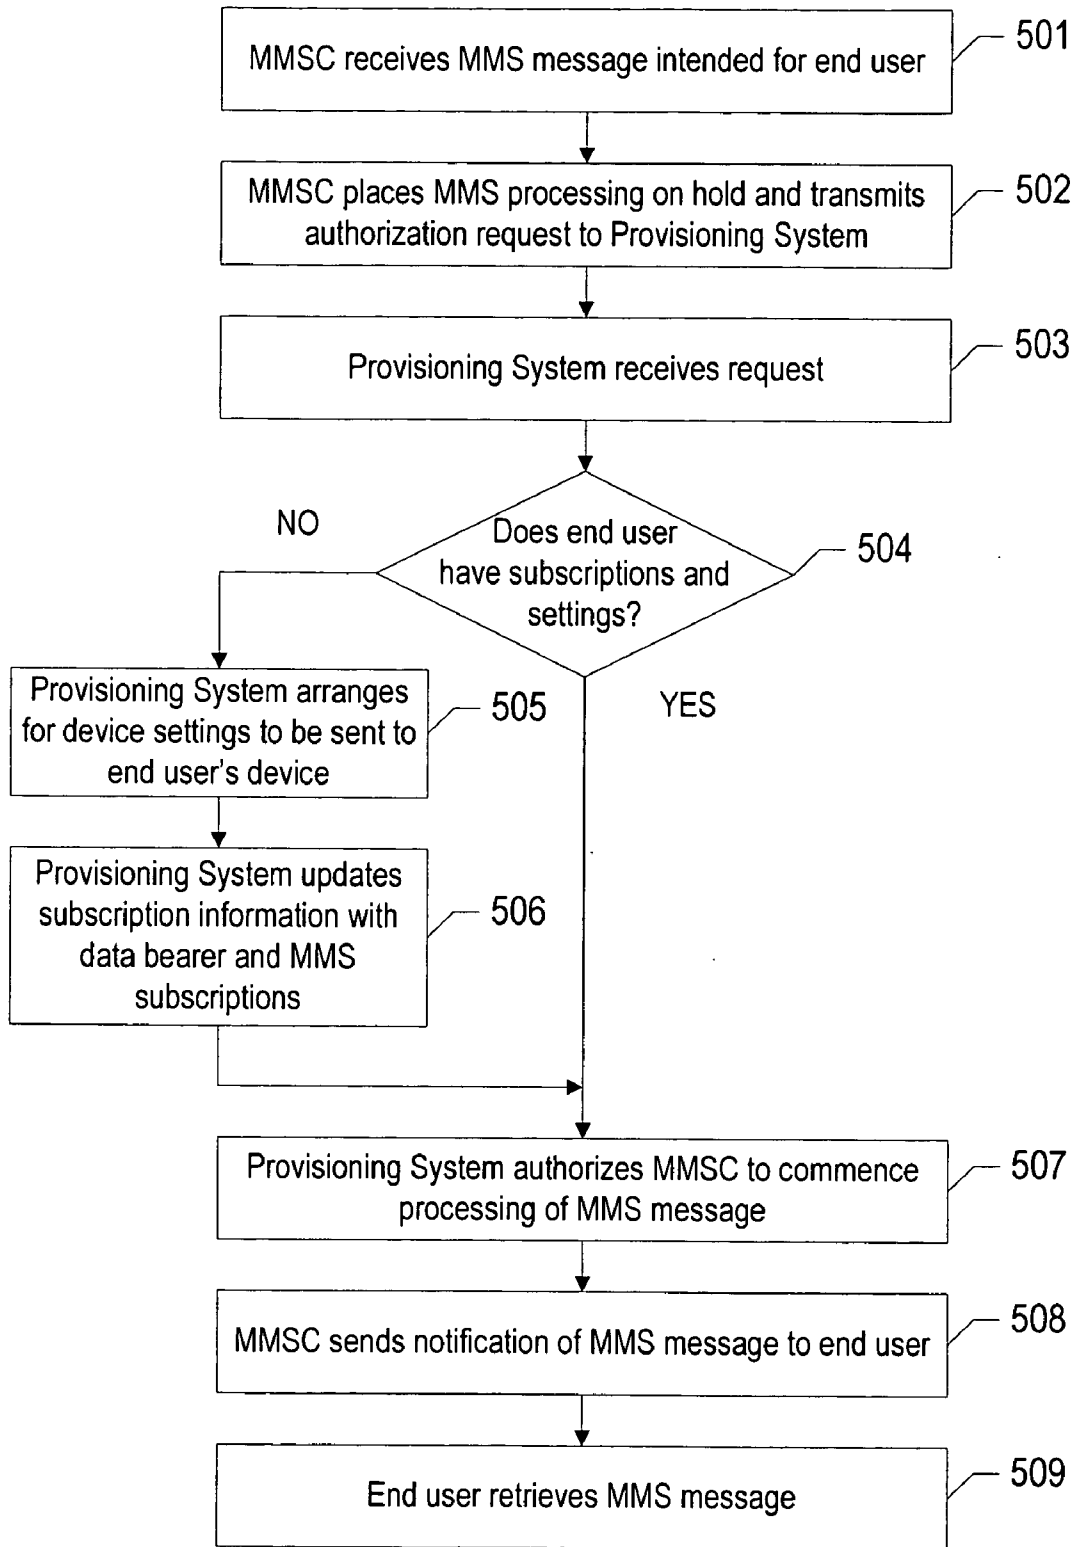 MMSC receives MMS message intended for end user
501
MMSC places MMS processing on hold and transmits
authorization request to Provisioning System
502
Provisioning System receives request
503
Does end user
have subscriptions and
settings?
504
NO
YES
Provisioning System arranges
for device settings to be sent to
end user's device
505
Provisioning System updates
subscription information with
data bearer and MMS
subscriptions
506
Provisioning System authorizes MMSC to commence
processing of MMS message
507
MMSC sends notification of MMS message to end user
508
End user retrieves MMS message
509